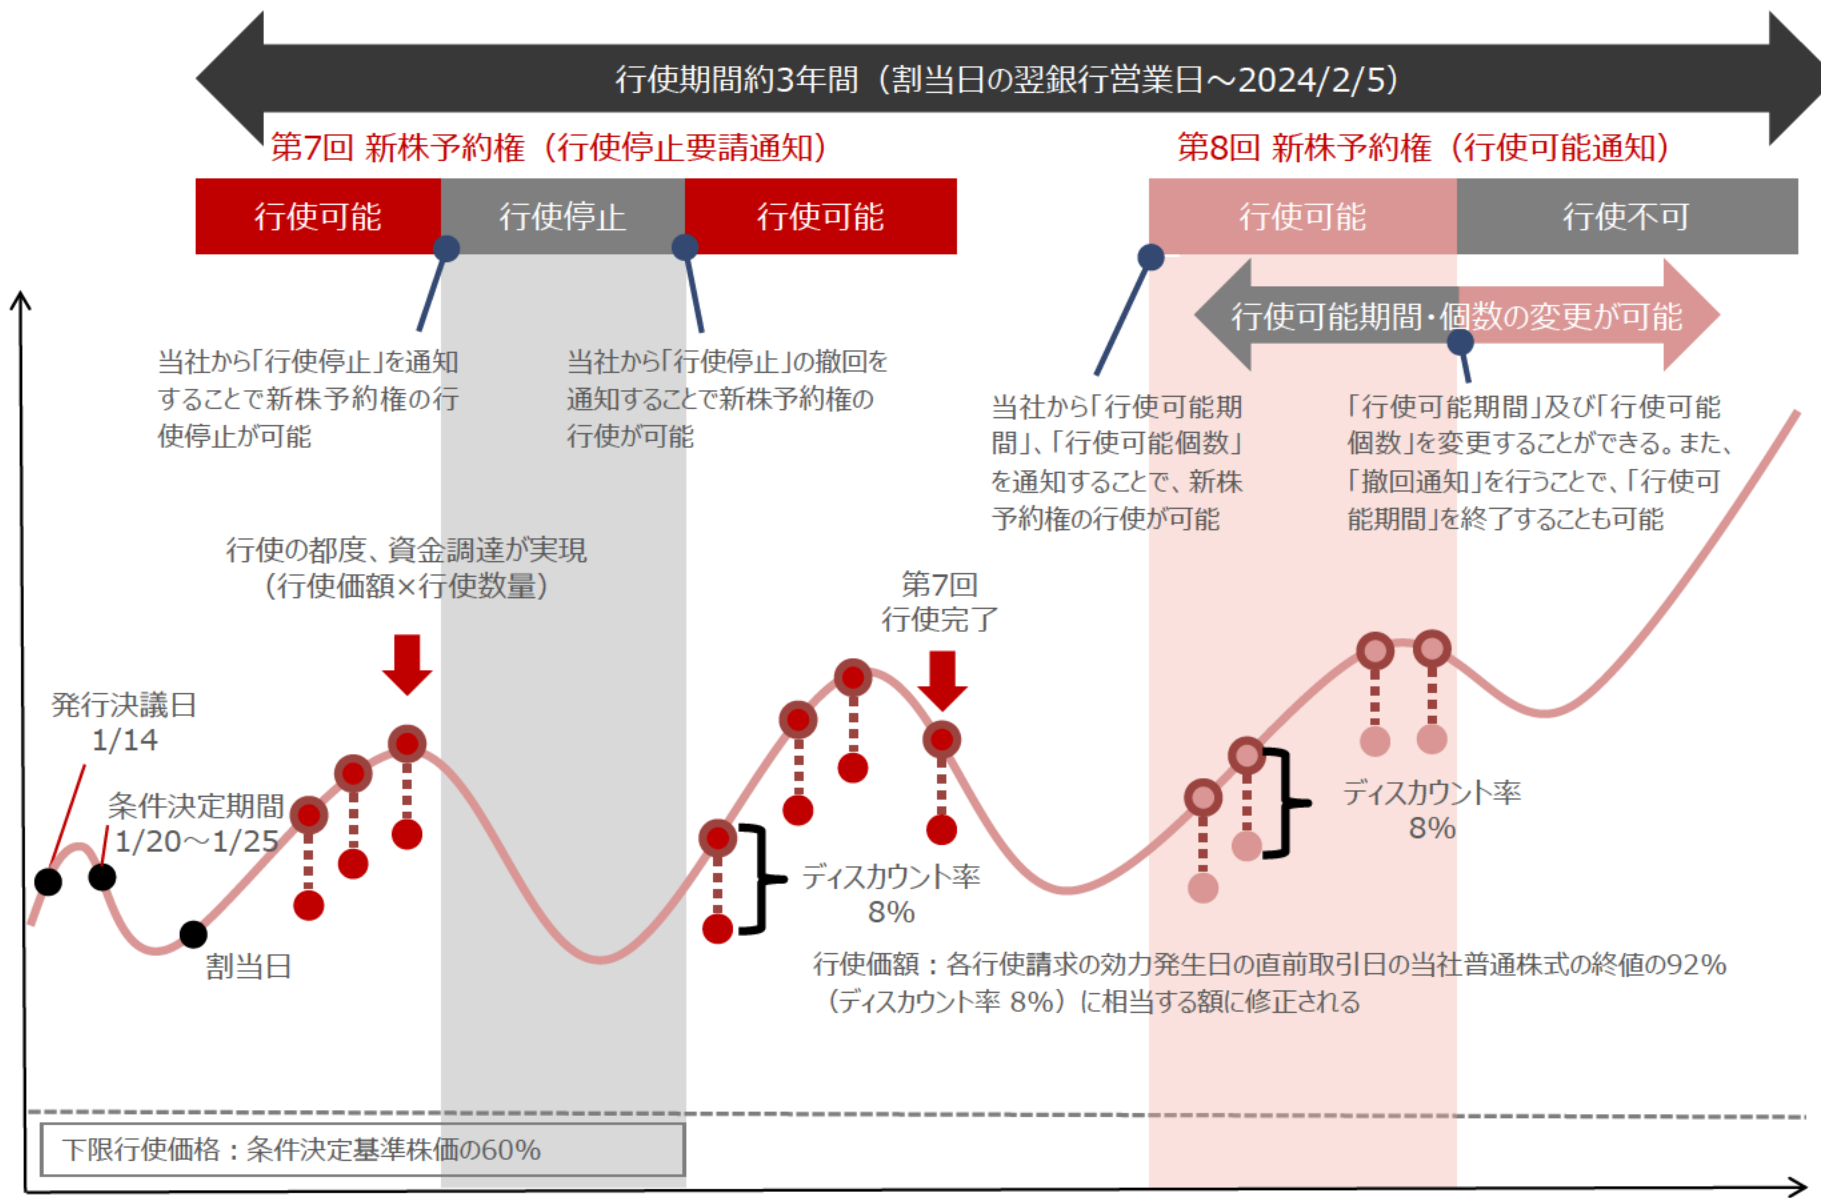 行使期間約3年間（割当日の翌銀行営業日～2024/2/5）
第7回 新株予約権（行使停止要請通知）
第8回 新株予約権（行使可能通知）
行使可能
行使停止
行使可能
行使可能
行使不可
行使可能期間・個数の変更が可能
当社から「行使停止」を通知
することで新株予約権の行
使停止が可能
当社から「行使停止」の撤回を
通知することで新株予約権の
行使が可能
当社から「行使可能期
間」、「行使可能個数」
を通知することで、新株
予約権の行使が可能
「行使可能期間」及び「行使可能
個数」を変更することができる。また、
「撤回通知」を行うことで、「行使可
能期間」を終了することも可能
行使の都度、資金調達が実現
（行使価額×行使数量）
第7回
行使完了
発行決議日
1/14
条件決定期間
1/20～1/25
割当日
ディスカウント率
8%
ディスカウント率
8%
行使価額：各行使請求の効力発生日の直前取引日の当社普通株式の終値の92%
（ディスカウント率 8%）に相当する額に修正される
下限行使価格：条件決定基準株価の60%